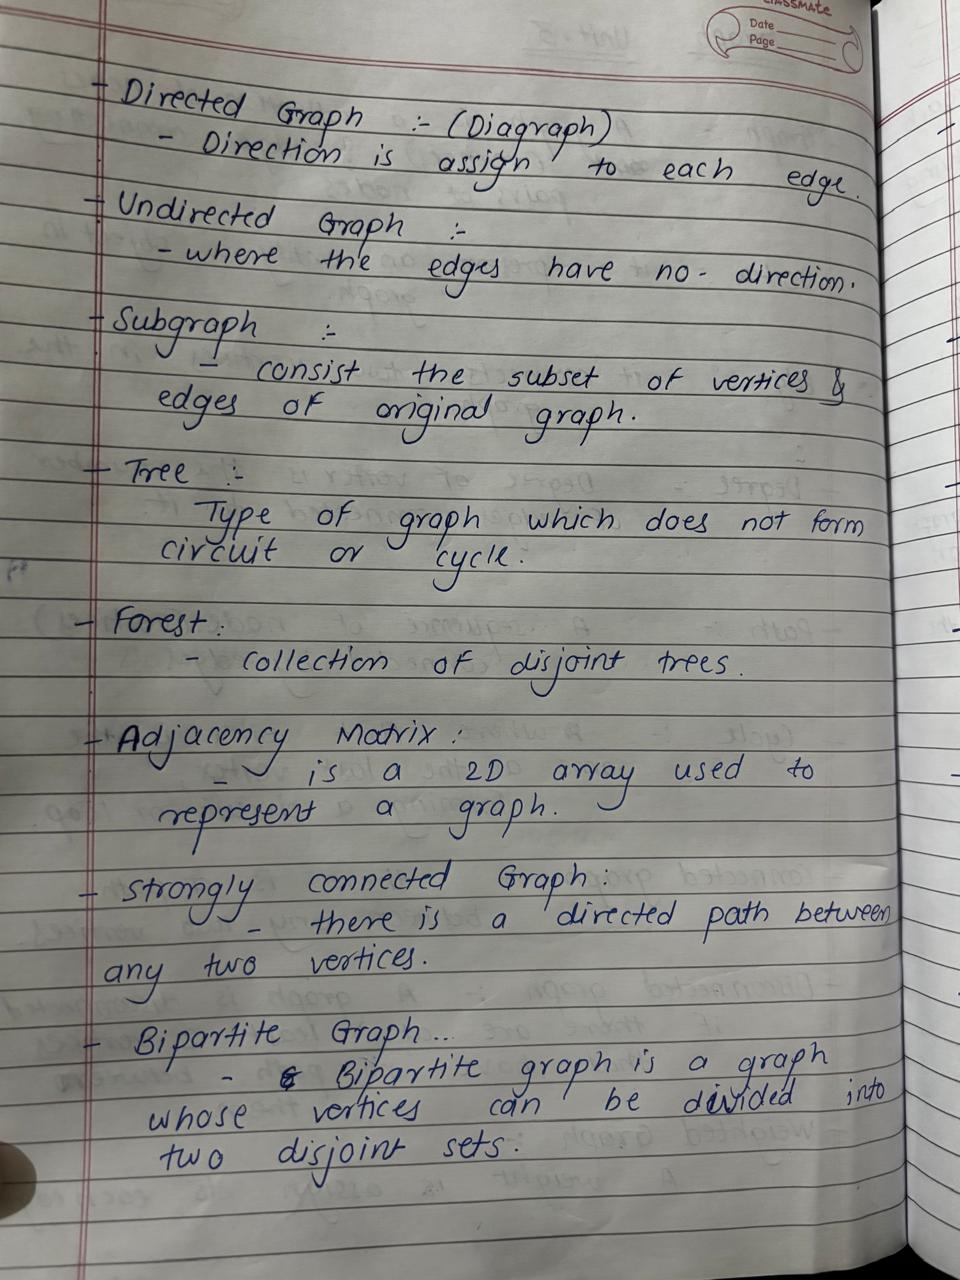 CLASSMATE
Date
Page
- Directed Graph :- (Diagraph)
- Direction is assign to each edge.
- Undirected Graph :-
- where the edges have no - direction.
- Subgraph :-
- consist the subset of vertices &
edges of original graph.
- Tree :-
Type of graph which does not form
circuit or cycle.
- Forest:
- collection of disjoint trees.
- Adjacency Matrix :
- is a 2D array used to
represent a graph.
- strongly connected Graph:
- there is a directed path between
any two vertices.
- Bipartite Graph..
- Bipartite graph is a graph
whose vertices can be divided into
two disjoint sets.